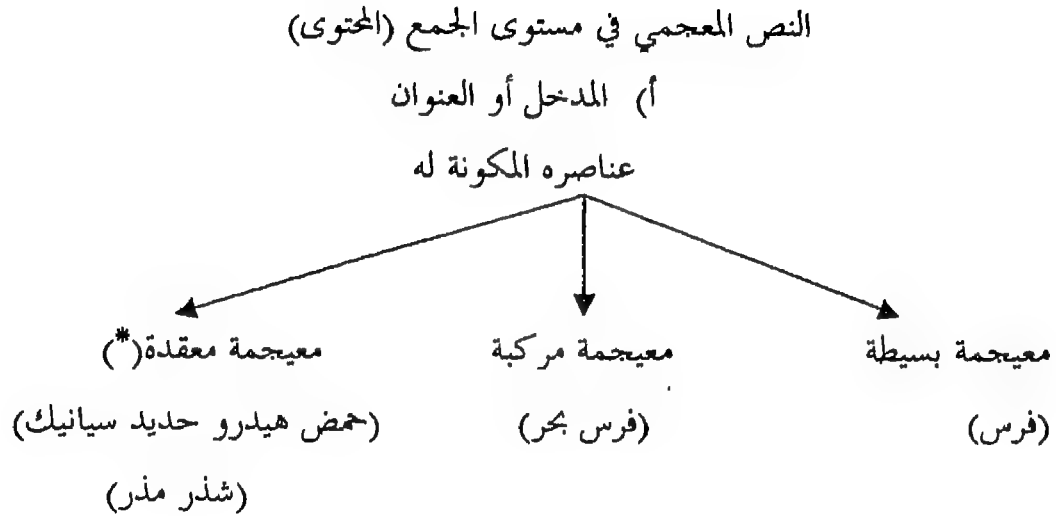 النص المعجمي في مستوى الجمع (المحتوى)
أ) المدخل أو العنوان
عناصره المكونة له
معيجمة بسيطة
معيجمة مركبة
معيجمة معقدة(*)
(فرس)
(فرس بحر)
(حمض هيدرو حديد سيانيك)
(شذر مذر)